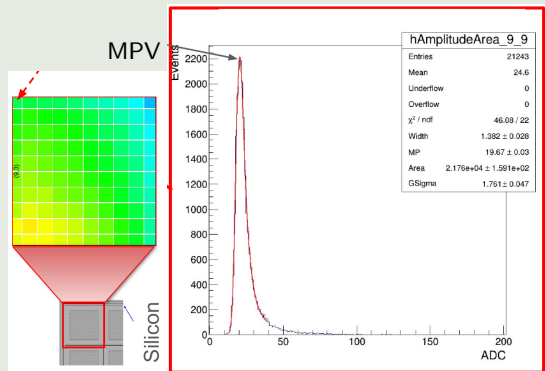 MPV
Events
hAmplitudeArea_9_9
Entries 21243
Mean 24.6
Underflow 0
Overflow 0
χ² / ndf 46.08 / 22
Width 1.382 ± 0.028
MP 19.67 ± 0.03
Area 2.176e+04 ± 1.591e+02
GSigma 1.761 ± 0.047
2200
2000
1800
1600
1400
1200
1000
800
600
400
200
0
0 50 100 150 200
ADC
(9,3)
Silicon